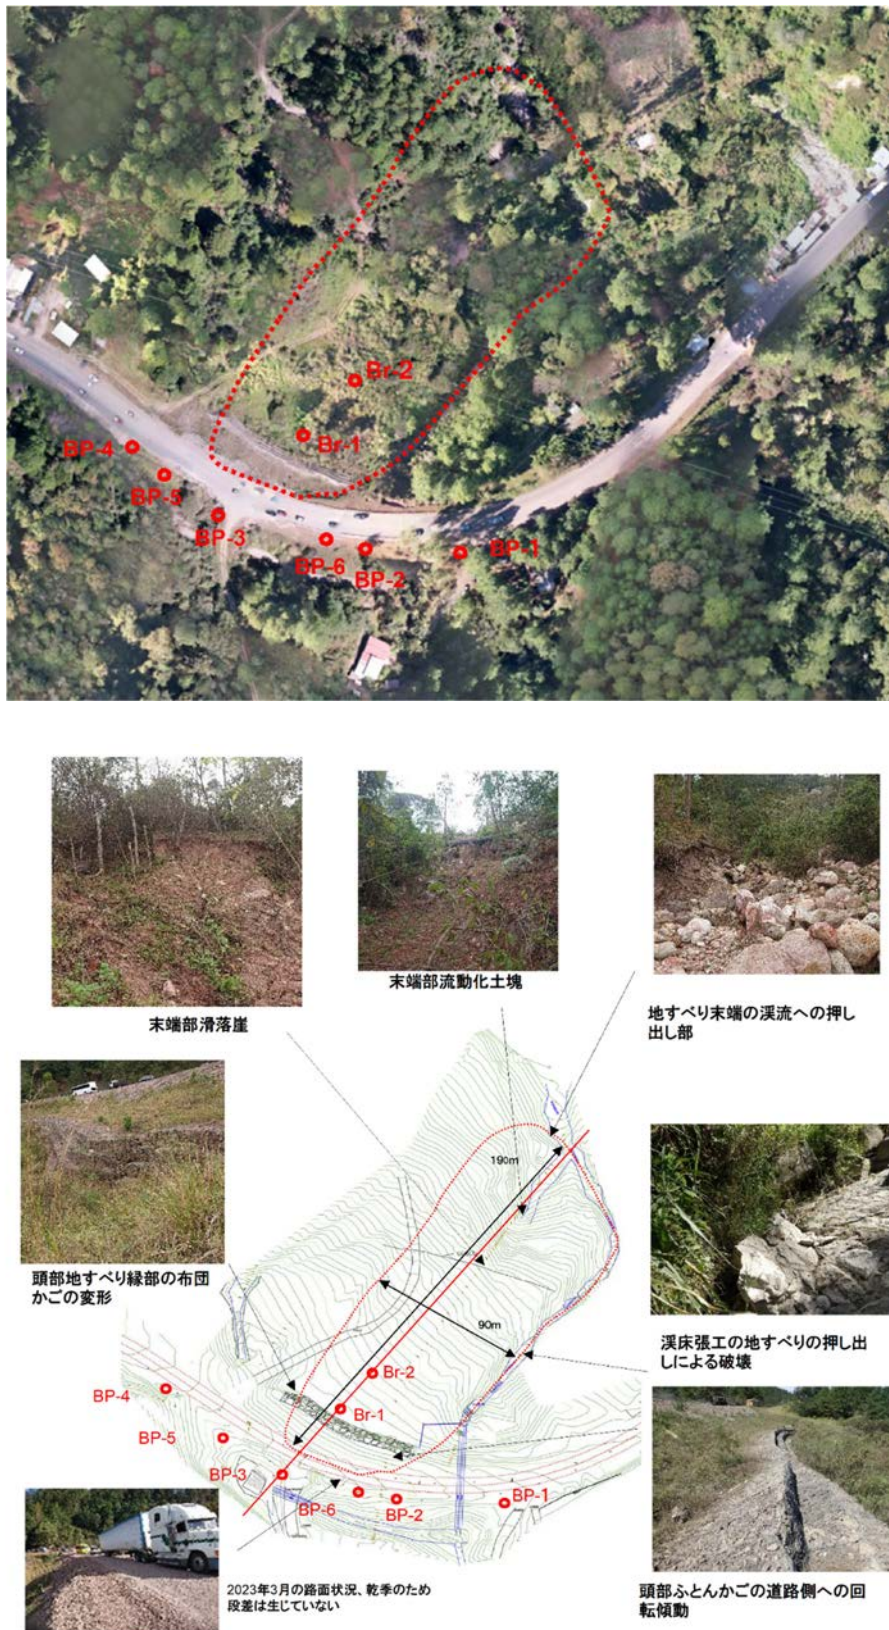 Br-2
Br-1
BP-4
BP-5
BP-3
BP-6
BP-2
BP-1
末端部滑落崖
末端部流動化土塊
地すべり末端の渓流への押し
出し部
190m
頭部地すべり縁部の布団
かごの変形
90m
渓床張工の地すべりの押し出
しによる破壊
Br-2
BP-4
Br-1
BP-5
BP-3
BP-6
BP-2
BP-1
2023年3月の路面状況、乾季のため
段差は生じていない
頭部ふとんかごの道路側への回
転傾動